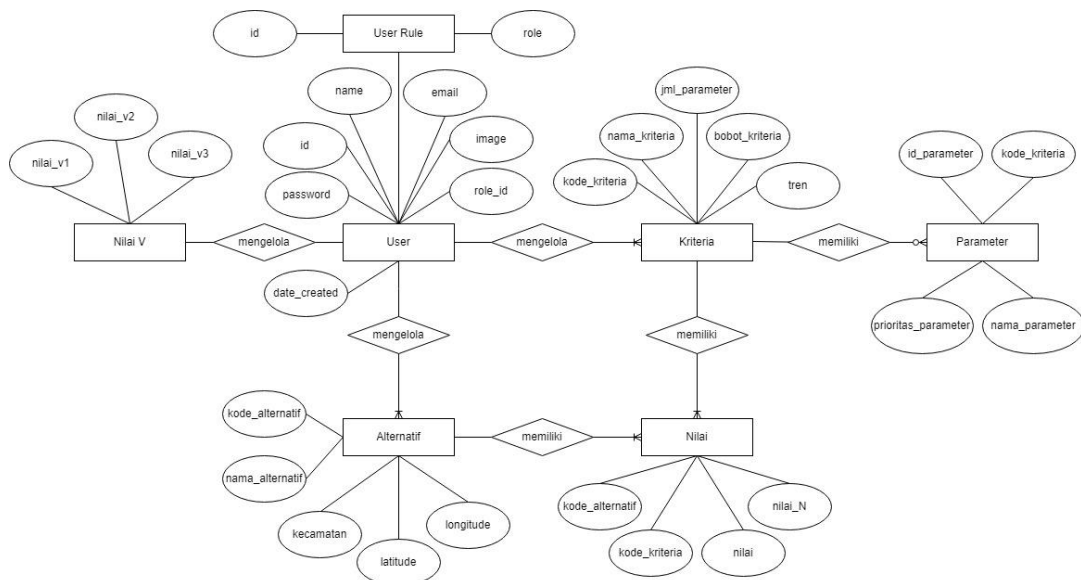 id
User Rule
role
name
email
jml_parameter
nilai_v2
nama_kriteria
bobot_kriteria
id_parameter
kode_kriteria
nilai_v1
nilai_v3
id
image
kode_kriteria
tren
password
role_id
Nilai V
mengelola
User
mengelola
Kriteria
memiliki
Parameter
date_created
prioritas_parameter
nama_parameter
mengelola
memiliki
kode_alternatif
Alternatif
memiliki
Nilai
nama_alternatif
kode_alternatif
nilai_N
kecamatan
longitude
latitude
kode_kriteria
nilai